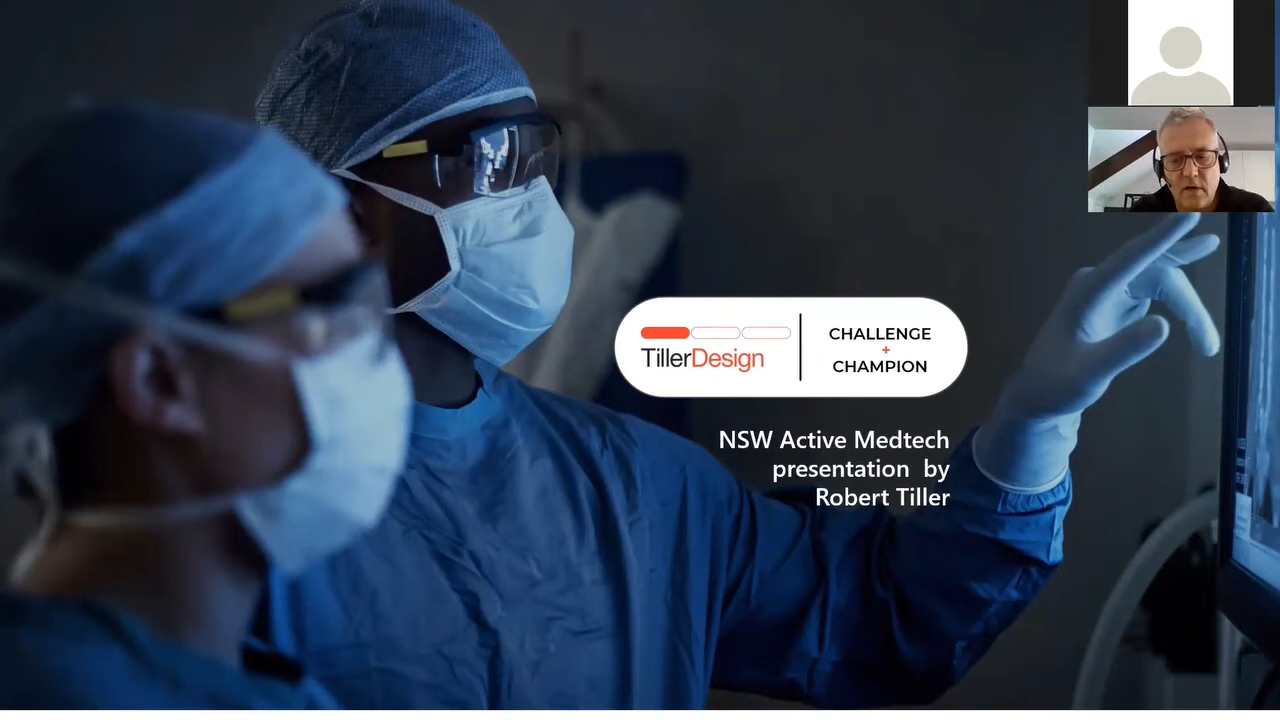 TillerDesign
CHALLENGE
+
CHAMPION
NSW Active Medtech
presentation by
Robert Tiller